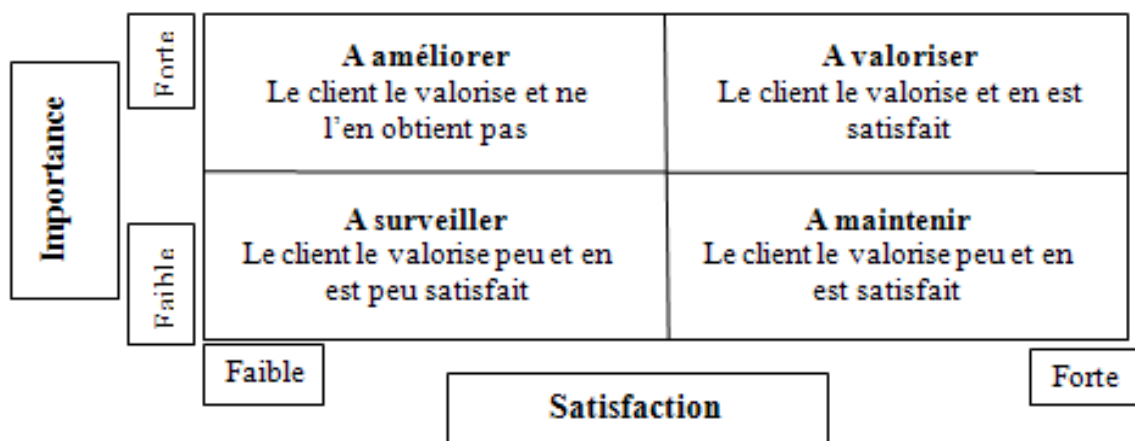 Importance
Forte
A améliorer
Le client le valorise et ne
l'en obtient pas
A valoriser
Le client le valorise et en est
satisfait
Faible
A surveiller
Le client le valorise peu et en
est peu satisfait
A maintenir
Le client le valorise peu et en
est satisfait
Faible
Forte
Satisfaction